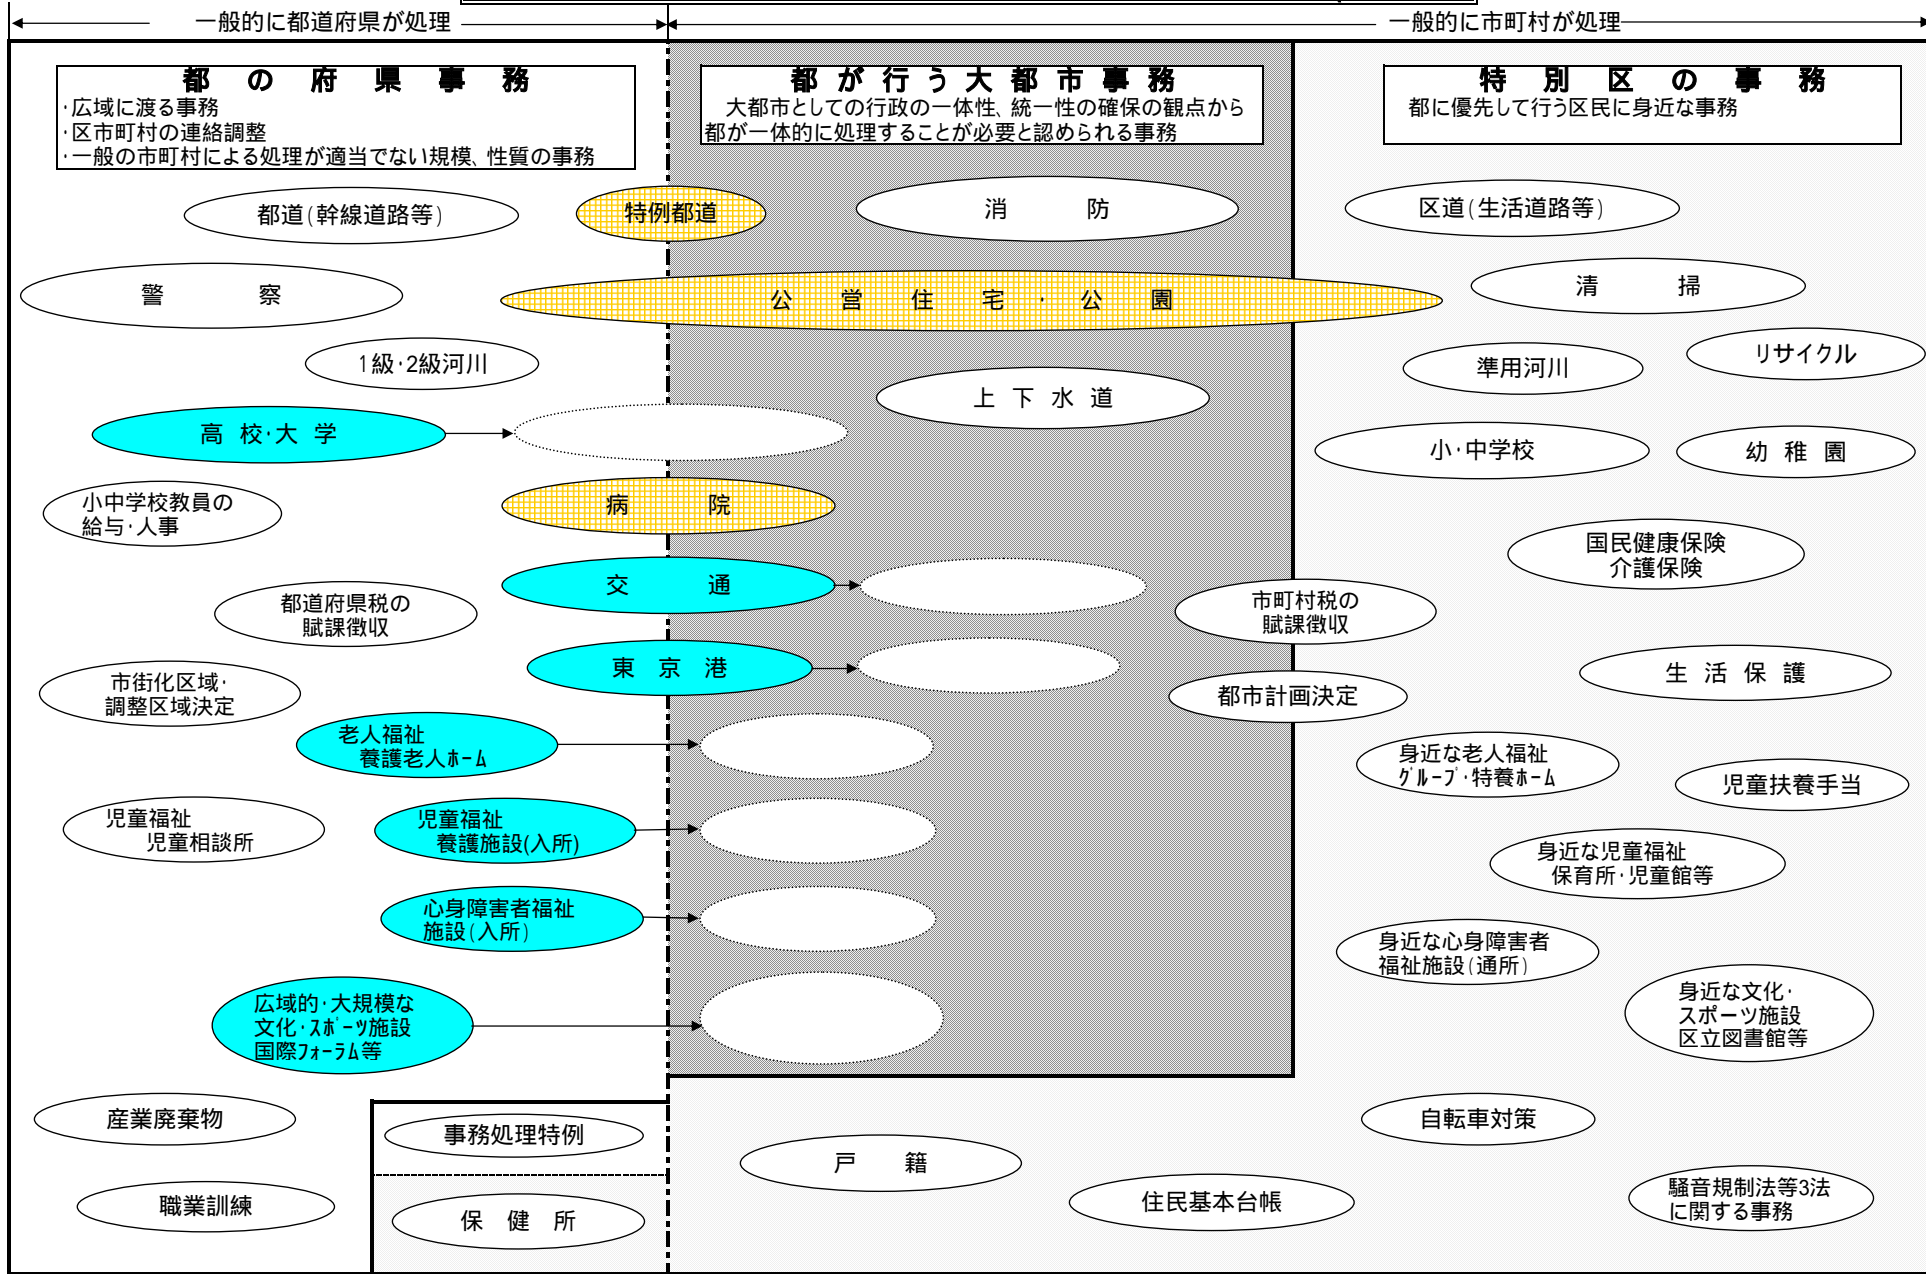 一般的に都道府県が処理
一般的に市町村が処理
都の府県事務
・広域に渡る事務
・区市町村の連絡調整
・一般の市町村による処理が適当でない規模、性質の事務
都が行う大都市事務
大都市としての行政の一体性、統一性の確保の観点から
都が一体的に処理することが必要と認められる事務
特別区の事務
都に優先して行う区民に身近な事務
都道(幹線道路等)
特例都道
消防
区道(生活道路等)
警察
公営住宅・公園
清掃
1級・2級河川
準用河川
リサイクル
上下水道
高校・大学
小・中学校
幼稚園
小中学校教員の
給与・人事
病院
国民健康保険
介護保険
交通
都道府県税の
賦課徴収
市町村税の
賦課徴収
東京港
市街化区域・
調整区域決定
都市計画決定
生活保護
老人福祉
養護老人ﾎｰﾑ
身近な老人福祉
ｸﾞﾙｰﾌﾟ・特養ﾎｰﾑ
児童扶養手当
児童福祉
児童相談所
児童福祉
養護施設(入所)
身近な児童福祉
保育所・児童館等
心身障害者福祉
施設(入所)
身近な心身障害者
福祉施設(通所)
広域的・大規模な
文化・ｽﾎﾟｰﾂ施設
国際ﾌｫｰﾗﾑ等
身近な文化・
スポーツ施設
区立図書館等
産業廃棄物
事務処理特例
自転車対策
戸籍
職業訓練
保健所
住民基本台帳
騒音規制法等3法
に関する事務